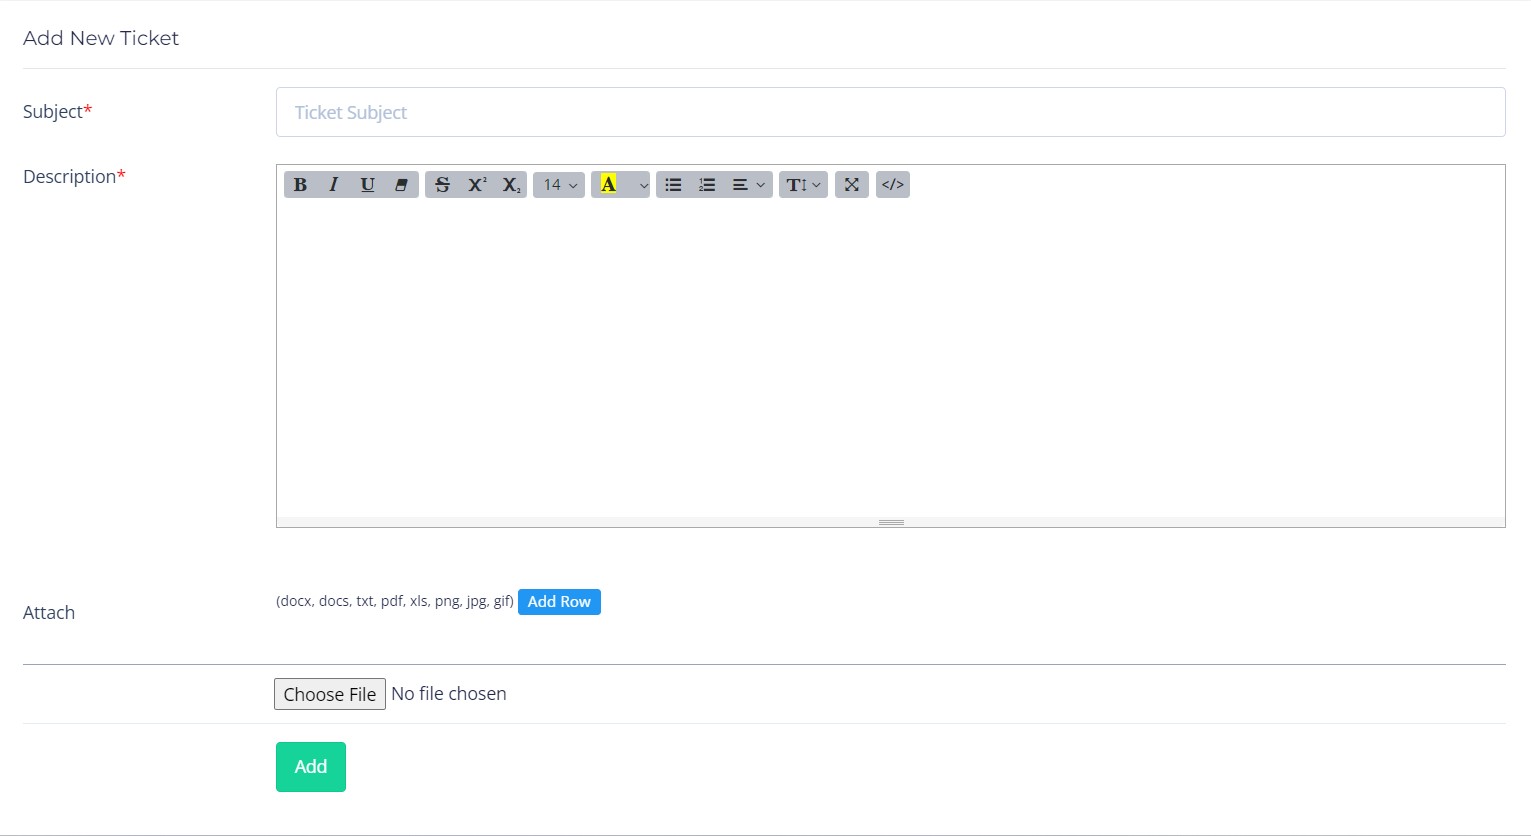 Add New Ticket
Subject*
Ticket Subject
Description*
B I U S X² X₂ 14 A T </>
Attach
(docx, docs, txt, pdf, xls, png, jpg, gif) Add Row
Choose File No file chosen
Add